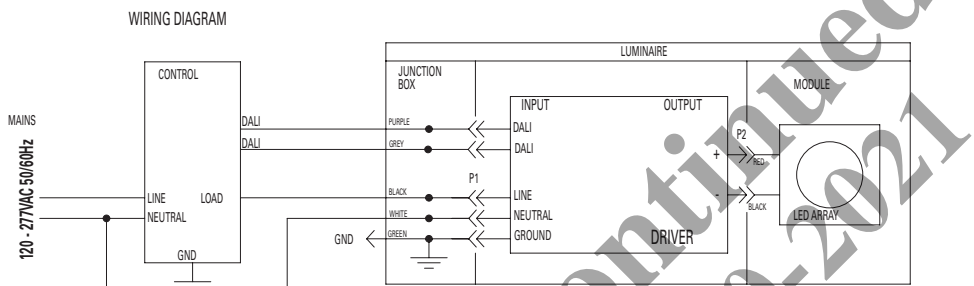 WIRING DIAGRAM
LUMINAIRE
CONTROL
JUNCTION
BOX
MODULE
MAINS
120 - 277VAC 50/60Hz
INPUT
OUTPUT
DALI
PURPLE
DALI
P2
DALI
GREY
DALI
+
RED
P1
LINE
LOAD
BLACK
LINE
-
BLACK
NEUTRAL
WHITE
NEUTRAL
LED ARRAY
GND
GREEN
GROUND
DRIVER
GND
ontinued
-2021